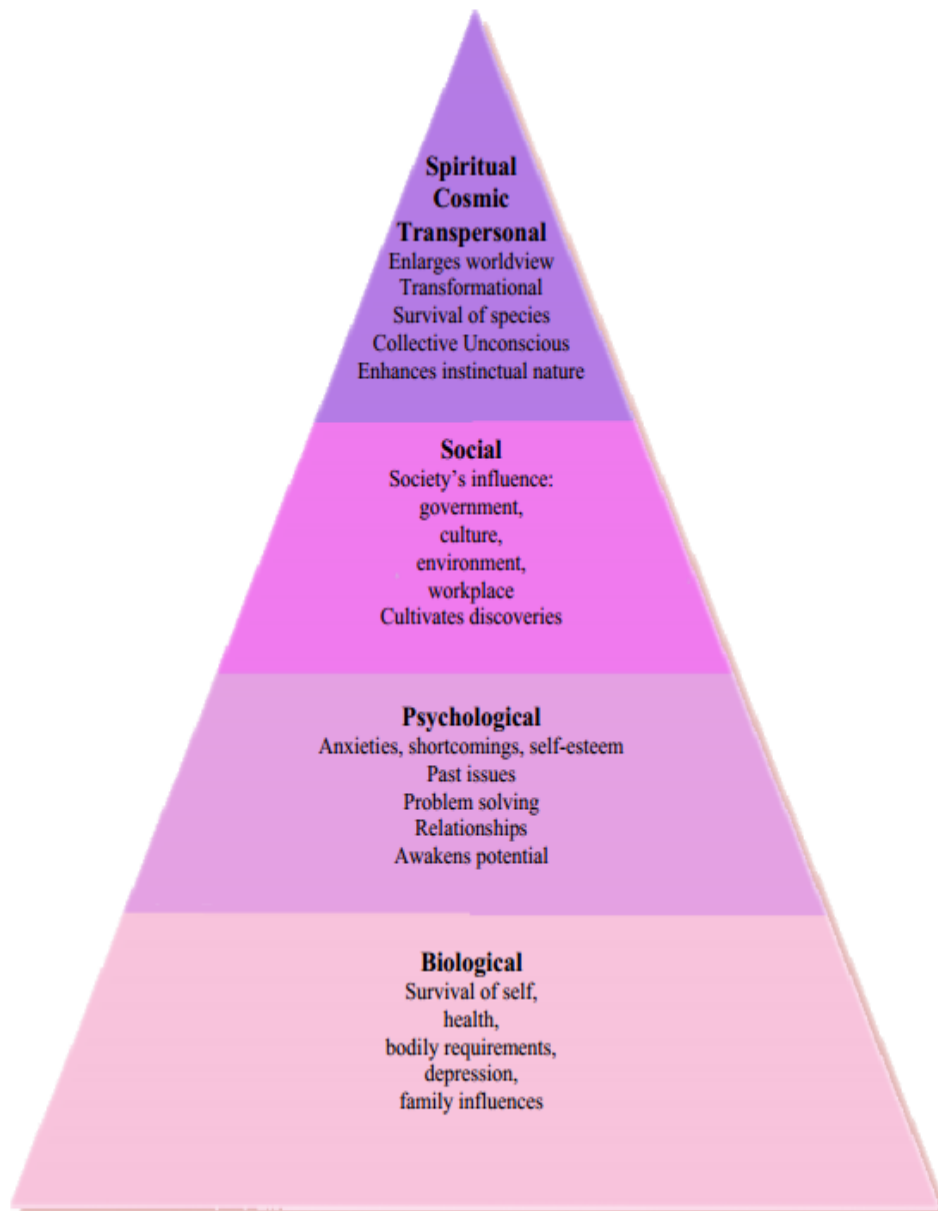 Spiritual
Cosmic
Transpersonal
Enlarges worldview
Transformational
Survival of species
Collective Unconscious
Enhances instinctual nature
Social
Society’s influence:
government,
culture,
environment,
workplace
Cultivates discoveries
Psychological
Anxieties, shortcomings, self-esteem
Past issues
Problem solving
Relationships
Awakens potential
Biological
Survival of self,
health,
bodily requirements,
depression,
family influences